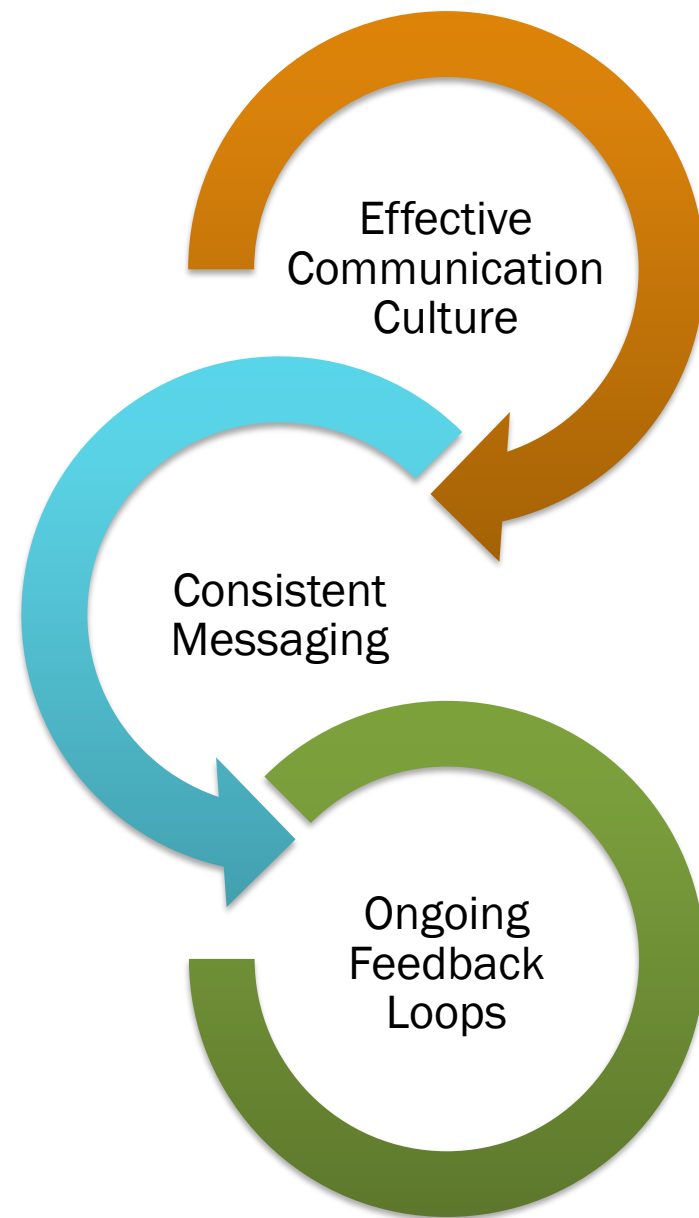 Effective
Communication
Culture
Consistent
Messaging
Ongoing
Feedback
Loops